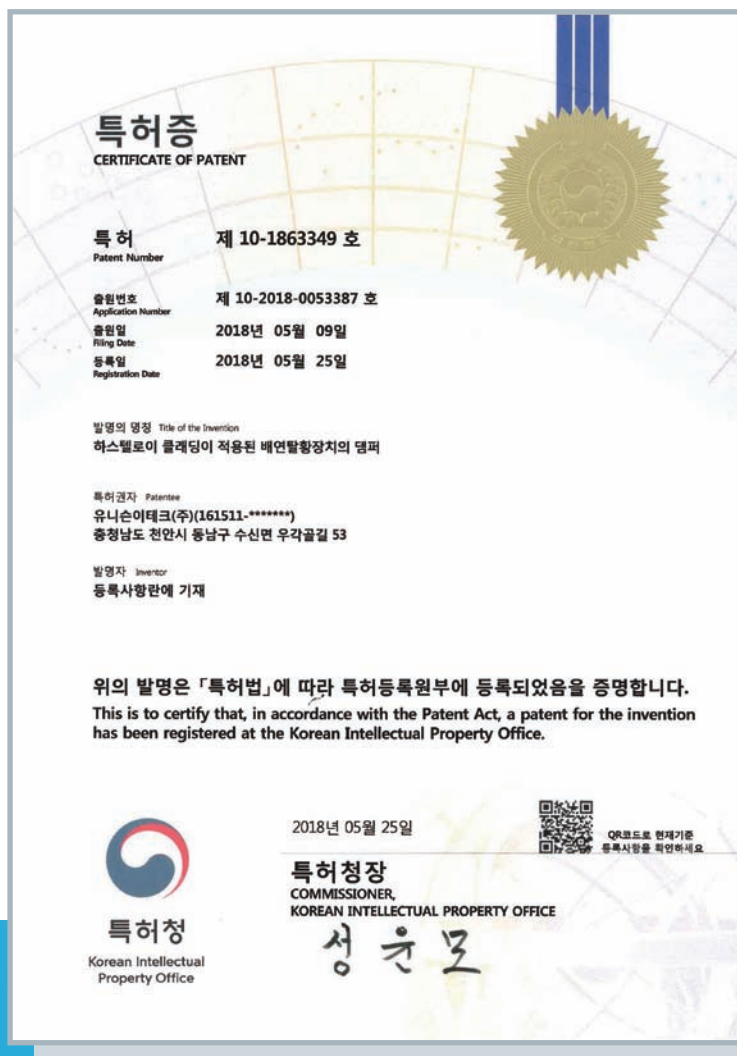 특허증
CERTIFICATE OF PATENT
특허 제 10-1863349 호
Patent Number
출원번호 제 10-2018-0053387 호
Application Number
출원일 2018년 05월 09일
Filing Date
등록일 2018년 05월 25일
Registration Date
발명의 명칭 Title of the Invention
하스텔로이 클래딩이 적용된 배연탈황장치의 댐퍼
특허권자 Patentee
유니슨이테크(주)(161511-*******)
충청남도 천안시 동남구 수신면 우각골길 53
발명자 Inventor
등록사항란에 기재
위의 발명은 「특허법」에 따라 특허등록원부에 등록되었음을 증명합니다.
This is to certify that, in accordance with the Patent Act, a patent for the invention
has been registered at the Korean Intellectual Property Office.
2018년 05월 25일
QR코드로 현재기준
등록사항을 확인하세요
특허청장
COMMISSIONER,
KOREAN INTELLECTUAL PROPERTY OFFICE
성윤모
특허청
Korean Intellectual
Property Office